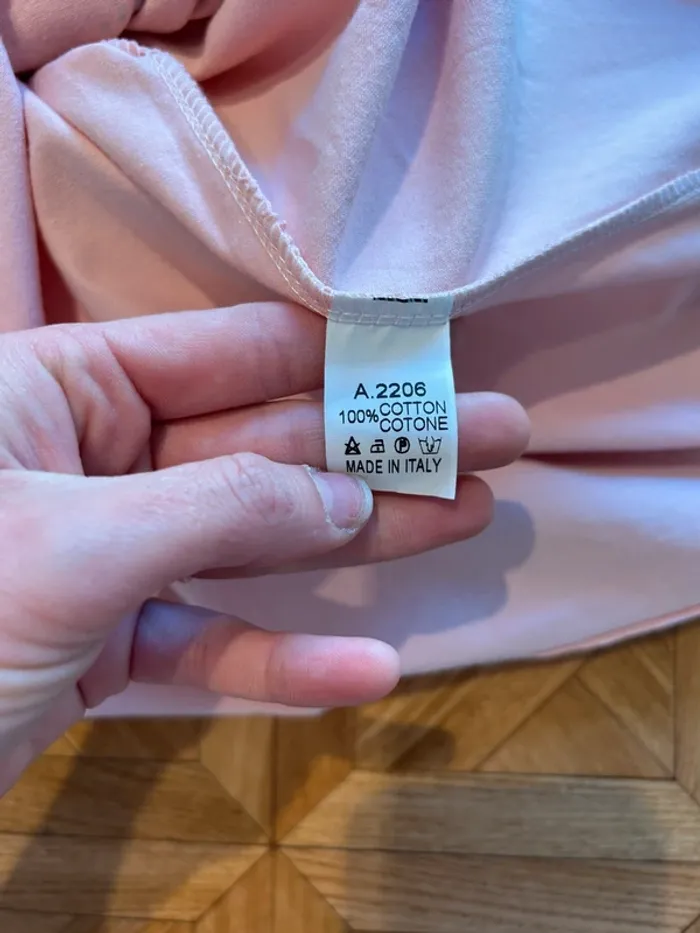 A.2206
100% COTTON
COTONE
MADE IN ITALY